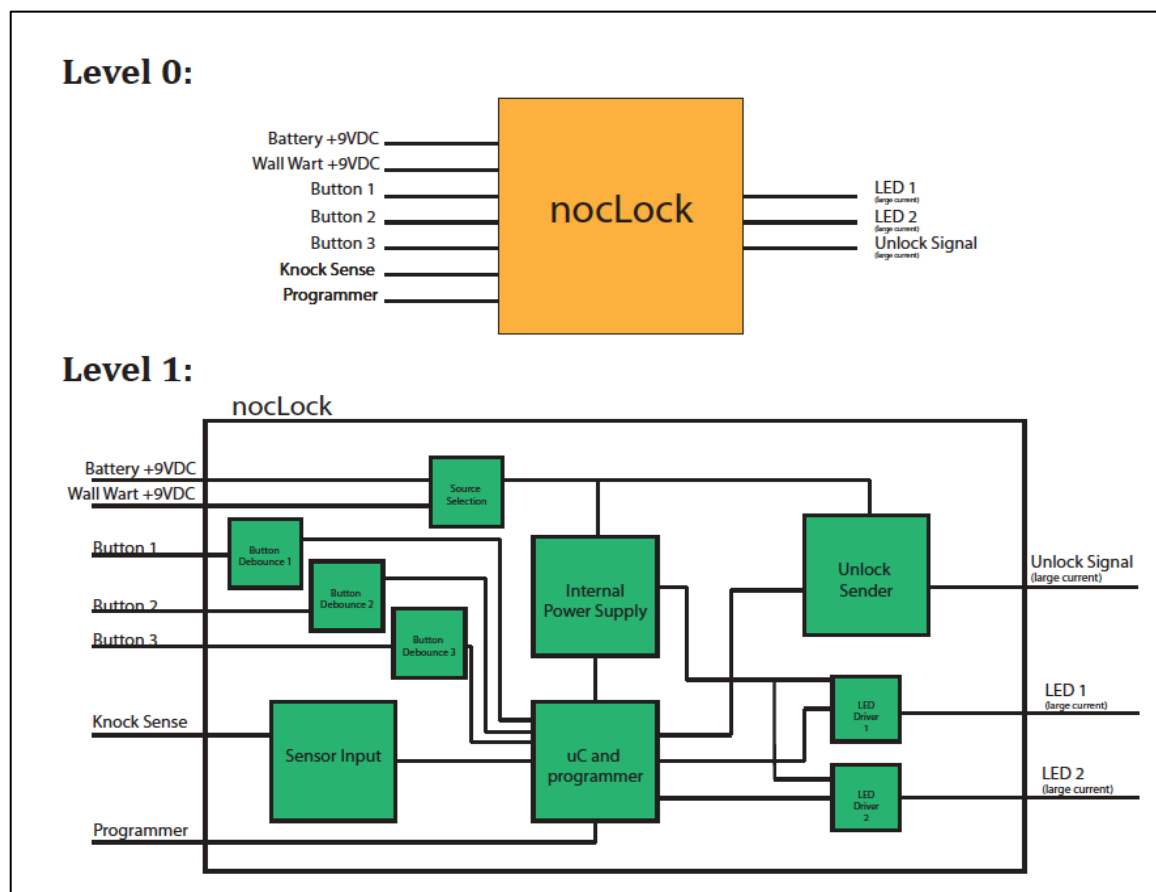 Level 0:
Battery +9VDC
Wall Wart +9VDC
Button 1
Button 2
Button 3
Knock Sense
Programmer
nocLock
LED 1
(large current)
LED 2
(large current)
Unlock Signal
(large current)
Level 1:
nocLock
Battery +9VDC
Wall Wart +9VDC
Button 1
Button 2
Button 3
Knock Sense
Programmer
Source
Selection
Button
Debounce 1
Button
Debounce 2
Button
Debounce 3
Sensor Input
Internal
Power Supply
uC and
programmer
Unlock
Sender
LED
Driver
1
LED
Driver
2
Unlock Signal
(large current)
LED 1
(large current)
LED 2
(large current)